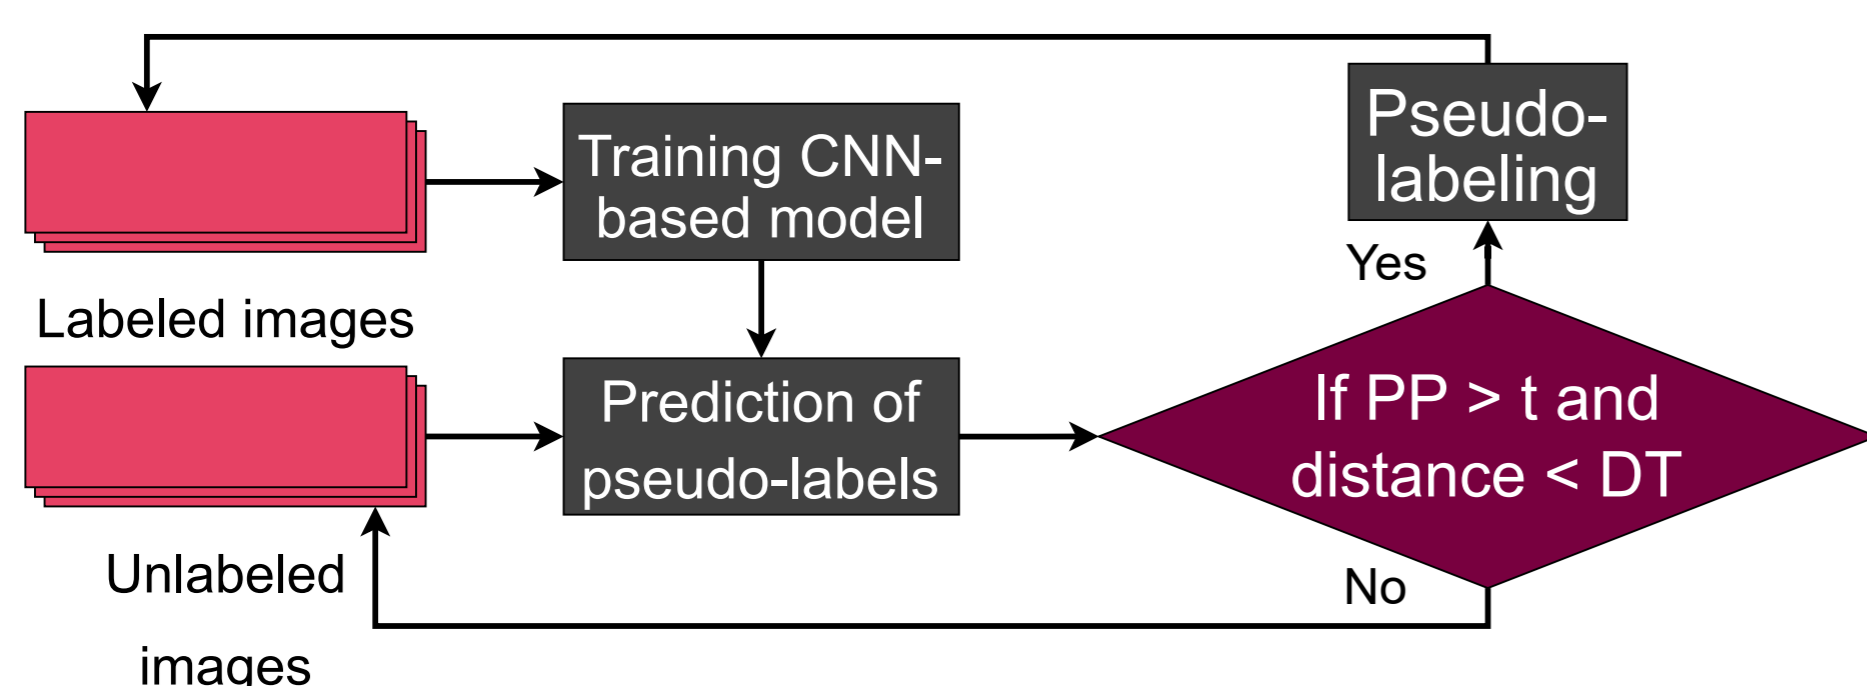 Training CNN-
based model
Pseudo-
labeling
Yes
Labeled images
Prediction of
pseudo-labels
If PP > t and
distance < DT
Unlabeled
images
No